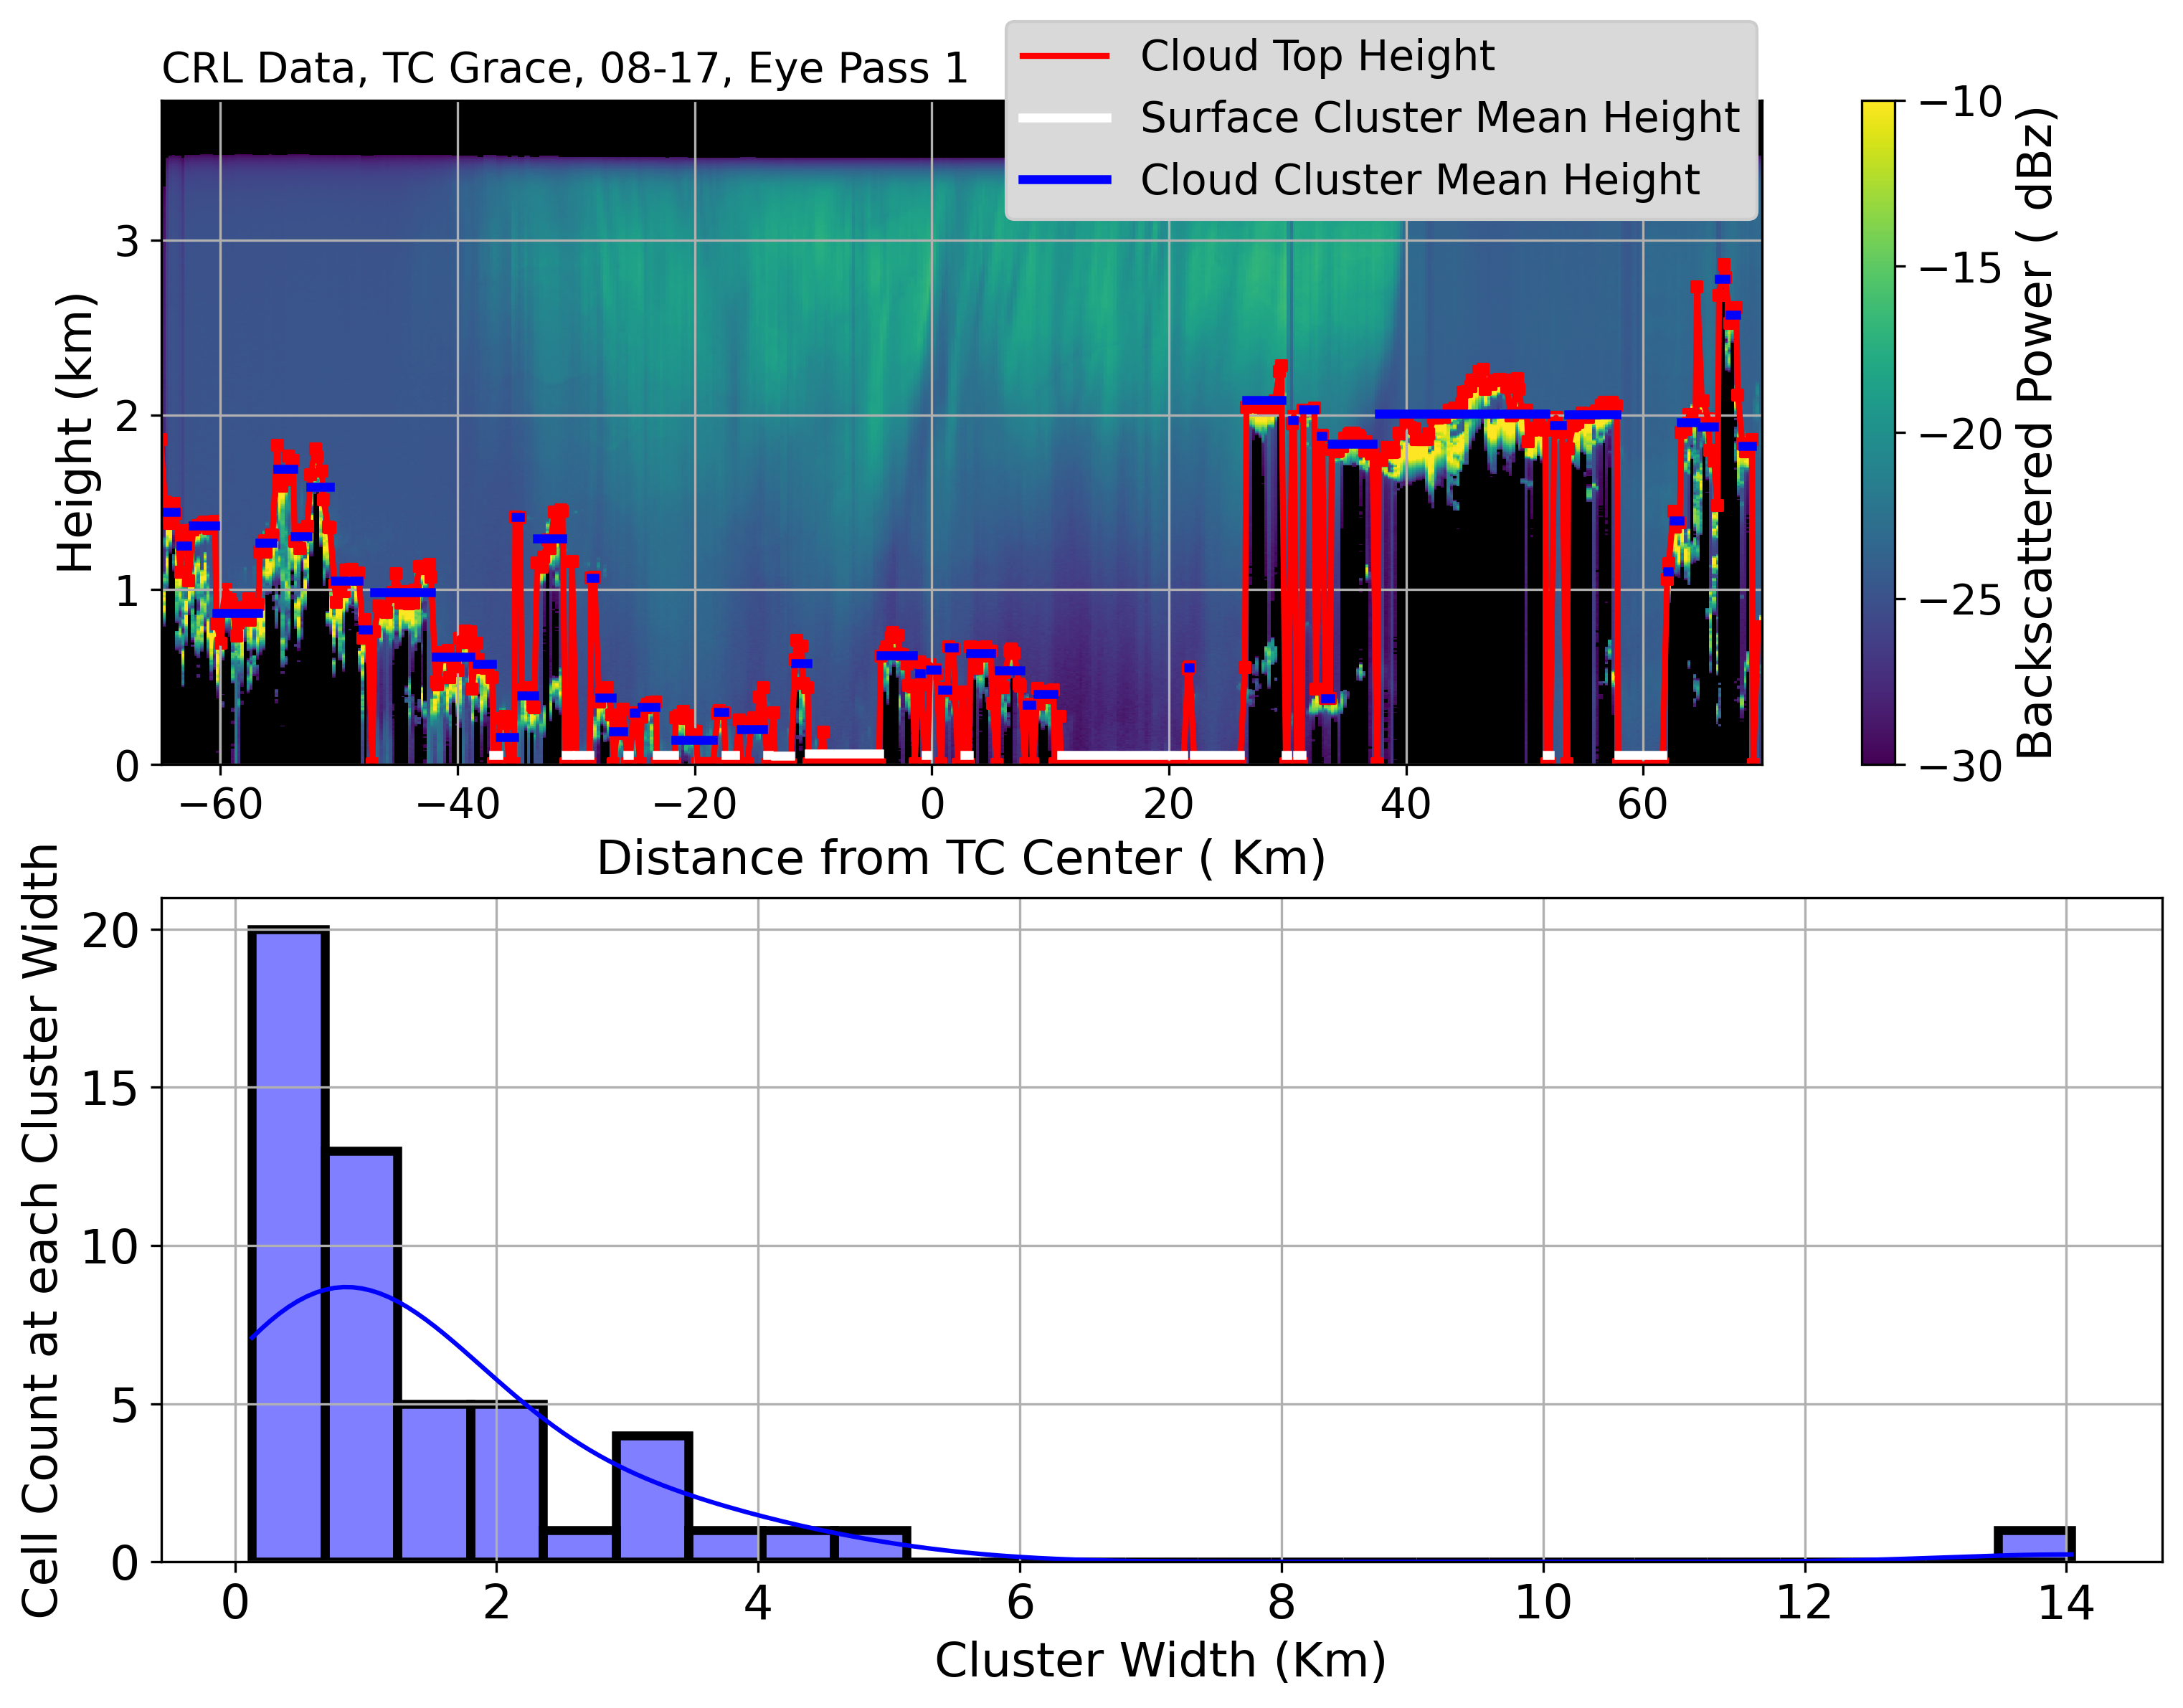 CRL Data, TC Grace, 08-17, Eye Pass 1
Cloud Top Height
Surface Cluster Mean Height
Cloud Cluster Mean Height
Height (km)
3
2
1
0
−60 −40 −20 0 20 40 60
Distance from TC Center ( Km)
−10
−15
−20
−25
−30
Backscattered Power ( dBz)
Cell Count at each Cluster Width
20
15
10
5
0
0 2 4 6 8 10 12 14
Cluster Width (Km)